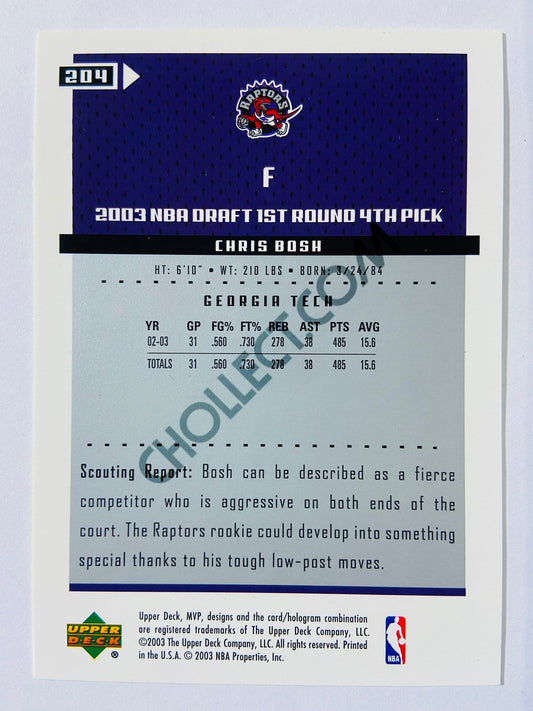 204
RAPTORS
F
2003 NBA DRAFT 1ST ROUND 4TH PICK
CHRIS BOSH
HT: 6'10" • WT: 210 LBS • BORN: 3/24/84
GEORGIA TECH
YR GP FG% FT% REB AST PTS AVG
02-03 31 .560 .730 278 38 485 15.6
TOTALS 31 .560 .730 278 38 485 15.6
CHOLLECT.COM
Scouting Report: Bosh can be described as a fierce
competitor who is aggressive on both ends of the
court. The Raptors rookie could develop into something
special thanks to his tough low-post moves.
UPPER
DECK
®
Upper Deck, MVP, designs and the card/hologram combination
are registered trademarks of The Upper Deck Company, LLC.
©2003 The Upper Deck Company, LLC. All rights reserved. Printed
in the U.S.A. © 2003 NBA Properties, Inc.
NBA